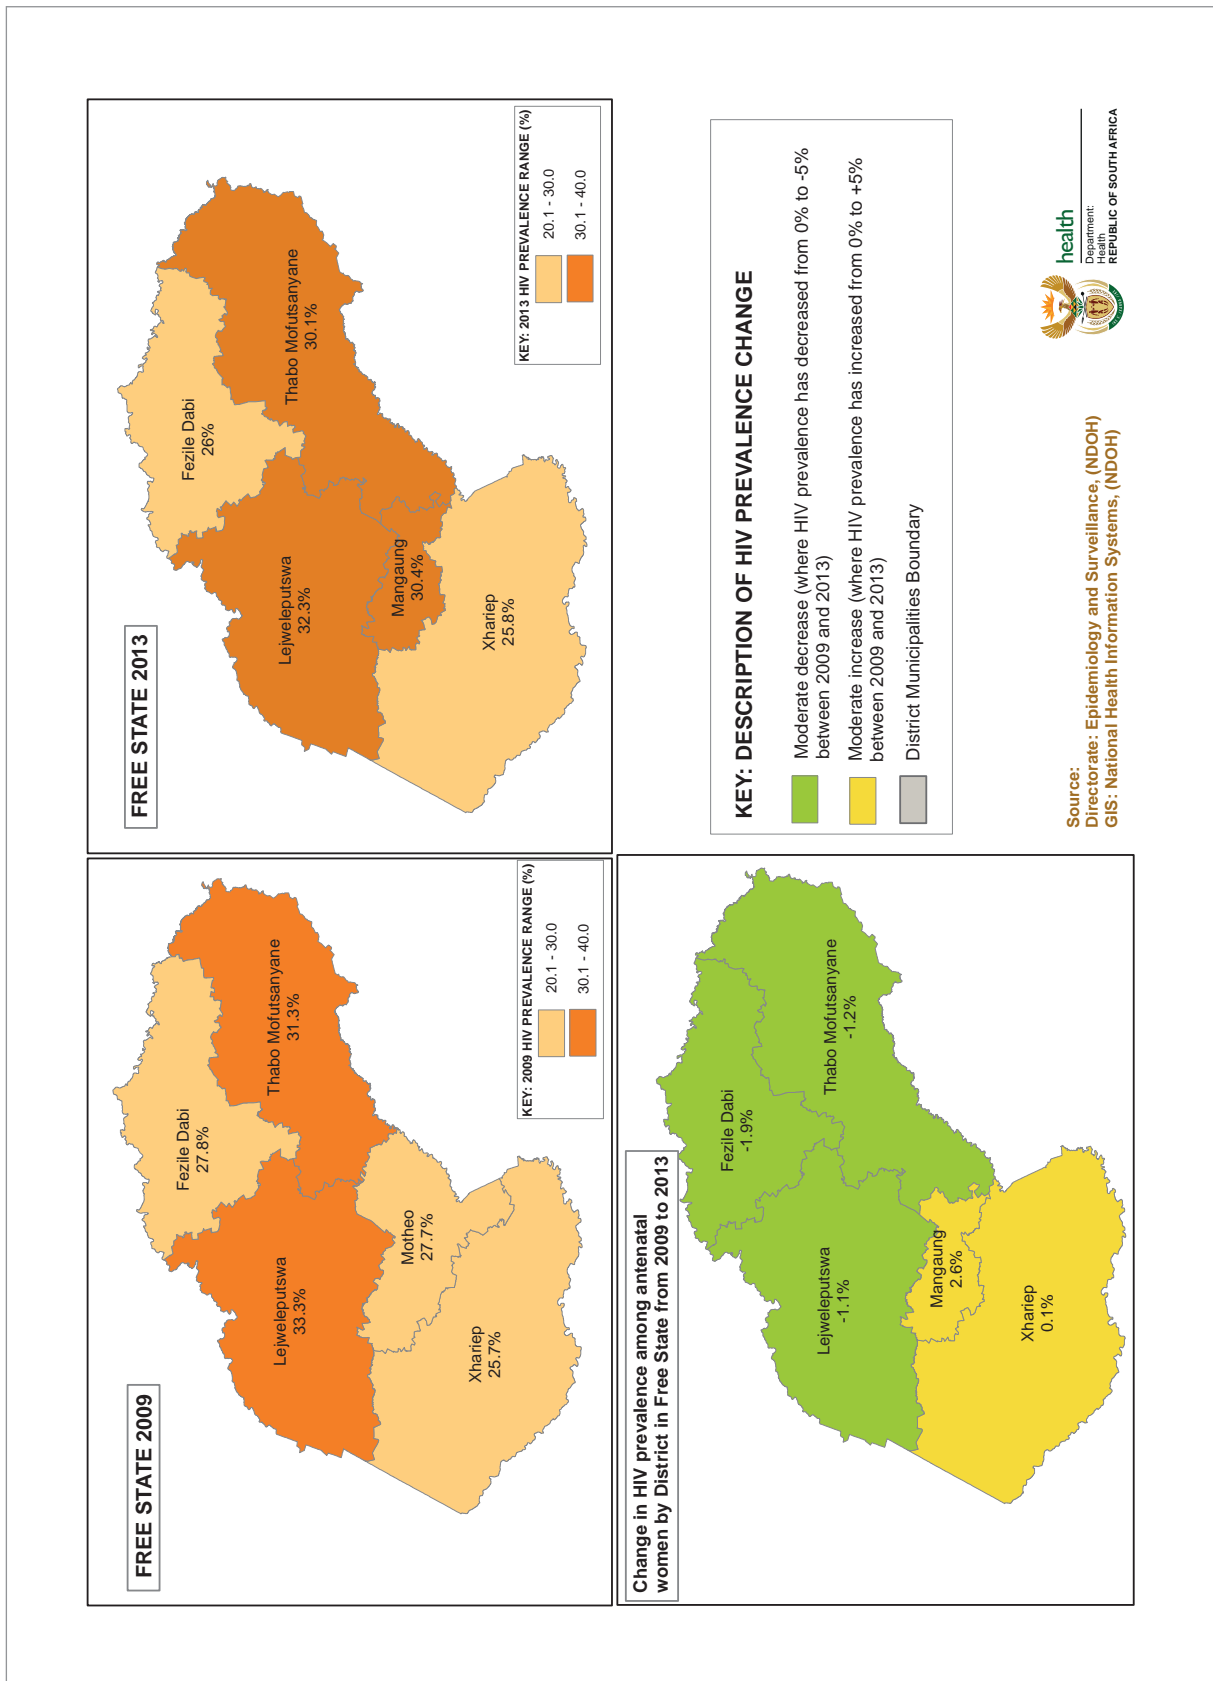 FREE STATE 2009
Fezile Dabi
27.8%
Thabo Mofutsanyane
31.3%
Lejweleputswa
33.3%
Motheo
27.7%
Xhariep
25.7%
KEY: 2009 HIV PREVALENCE RANGE (%)
20.1 - 30.0
30.1 - 40.0
FREE STATE 2013
Fezile Dabi
26%
Thabo Mofutsanyane
30.1%
Lejweleputswa
32.3%
Mangaung
30.4%
Xhariep
25.8%
KEY: 2013 HIV PREVALENCE RANGE (%)
20.1 - 30.0
30.1 - 40.0
Change in HIV prevalence among antenatal
women by District in Free State from 2009 to 2013
Fezile Dabi
-1.9%
Thabo Mofutsanyane
-1.2%
Lejweleputswa
-1.1%
Mangaung
2.6%
Xhariep
0.1%
KEY: DESCRIPTION OF HIV PREVALENCE CHANGE
Moderate decrease (where HIV prevalence has decreased from 0% to -5%
between 2009 and 2013)
Moderate increase (where HIV prevalence has increased from 0% to +5%
between 2009 and 2013)
District Municipalities Boundary
Source:
Directorate: Epidemiology and Surveillance, (NDOH)
GIS: National Health Information Systems, (NDOH)
health
Department:
Health
REPUBLIC OF SOUTH AFRICA